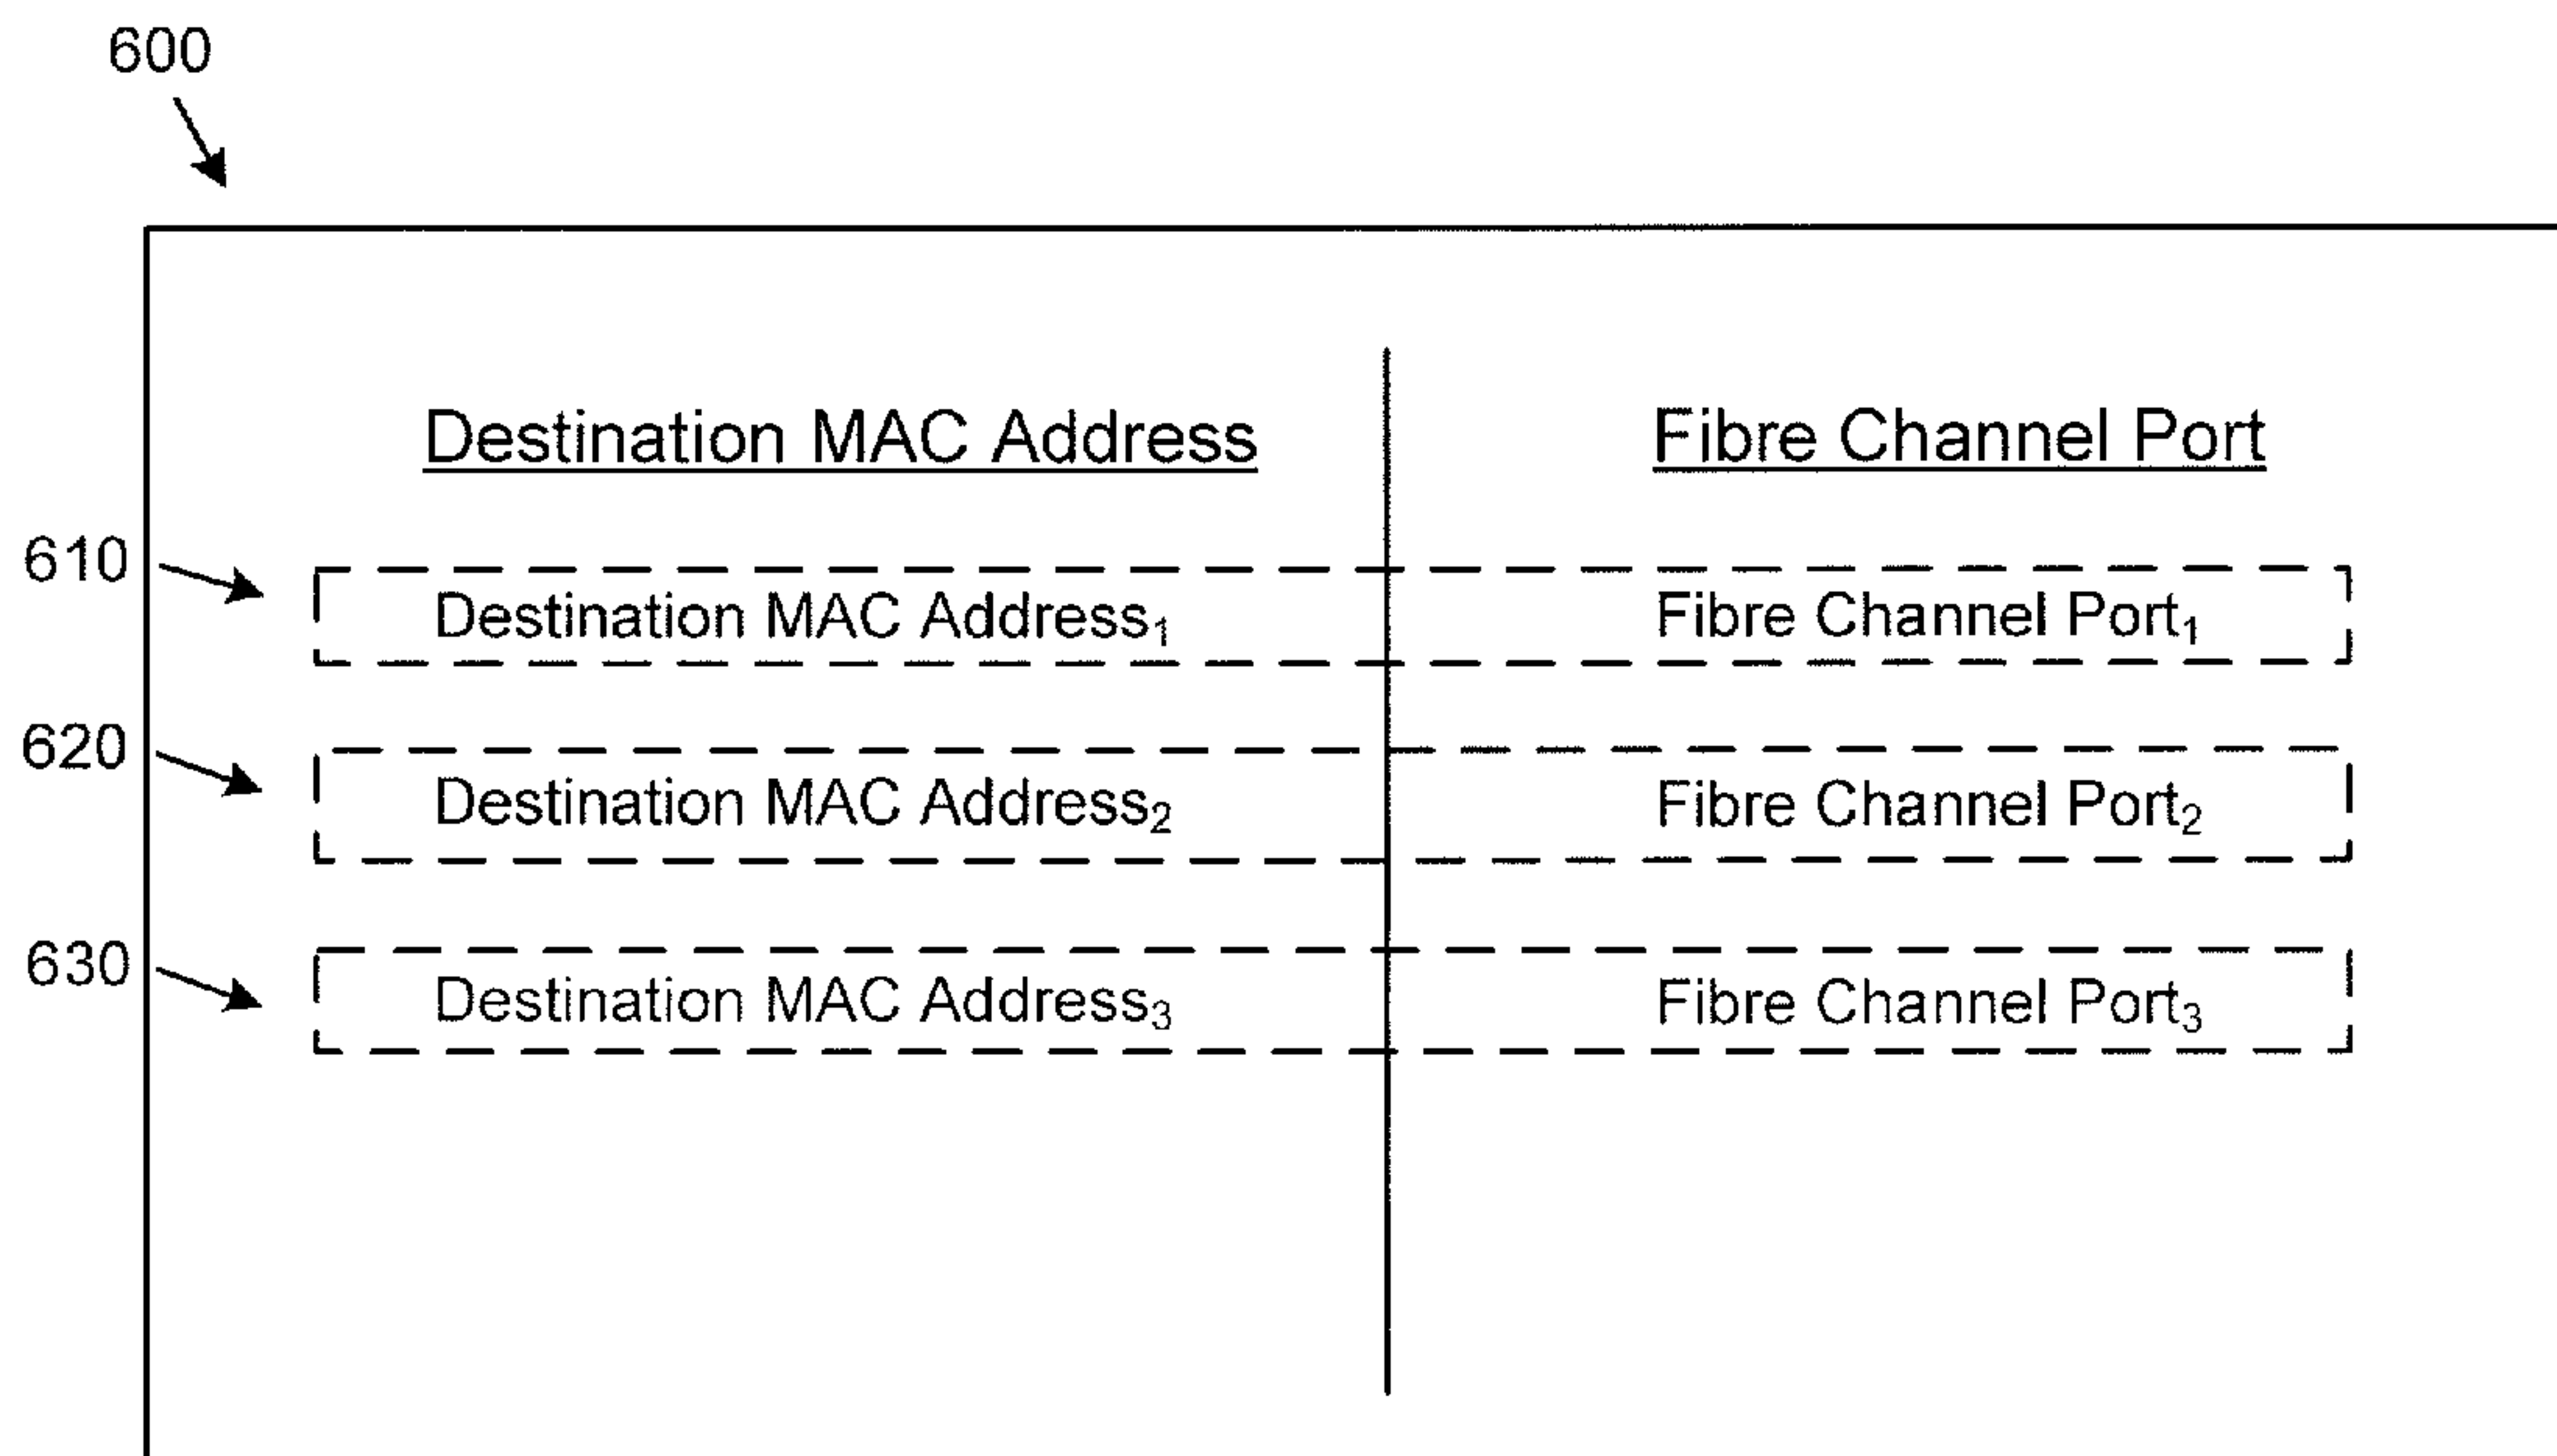 600
Destination MAC Address Fibre Channel Port
610 Destination MAC Address₁ Fibre Channel Port₁
620 Destination MAC Address₂ Fibre Channel Port₂
630 Destination MAC Address₃ Fibre Channel Port₃